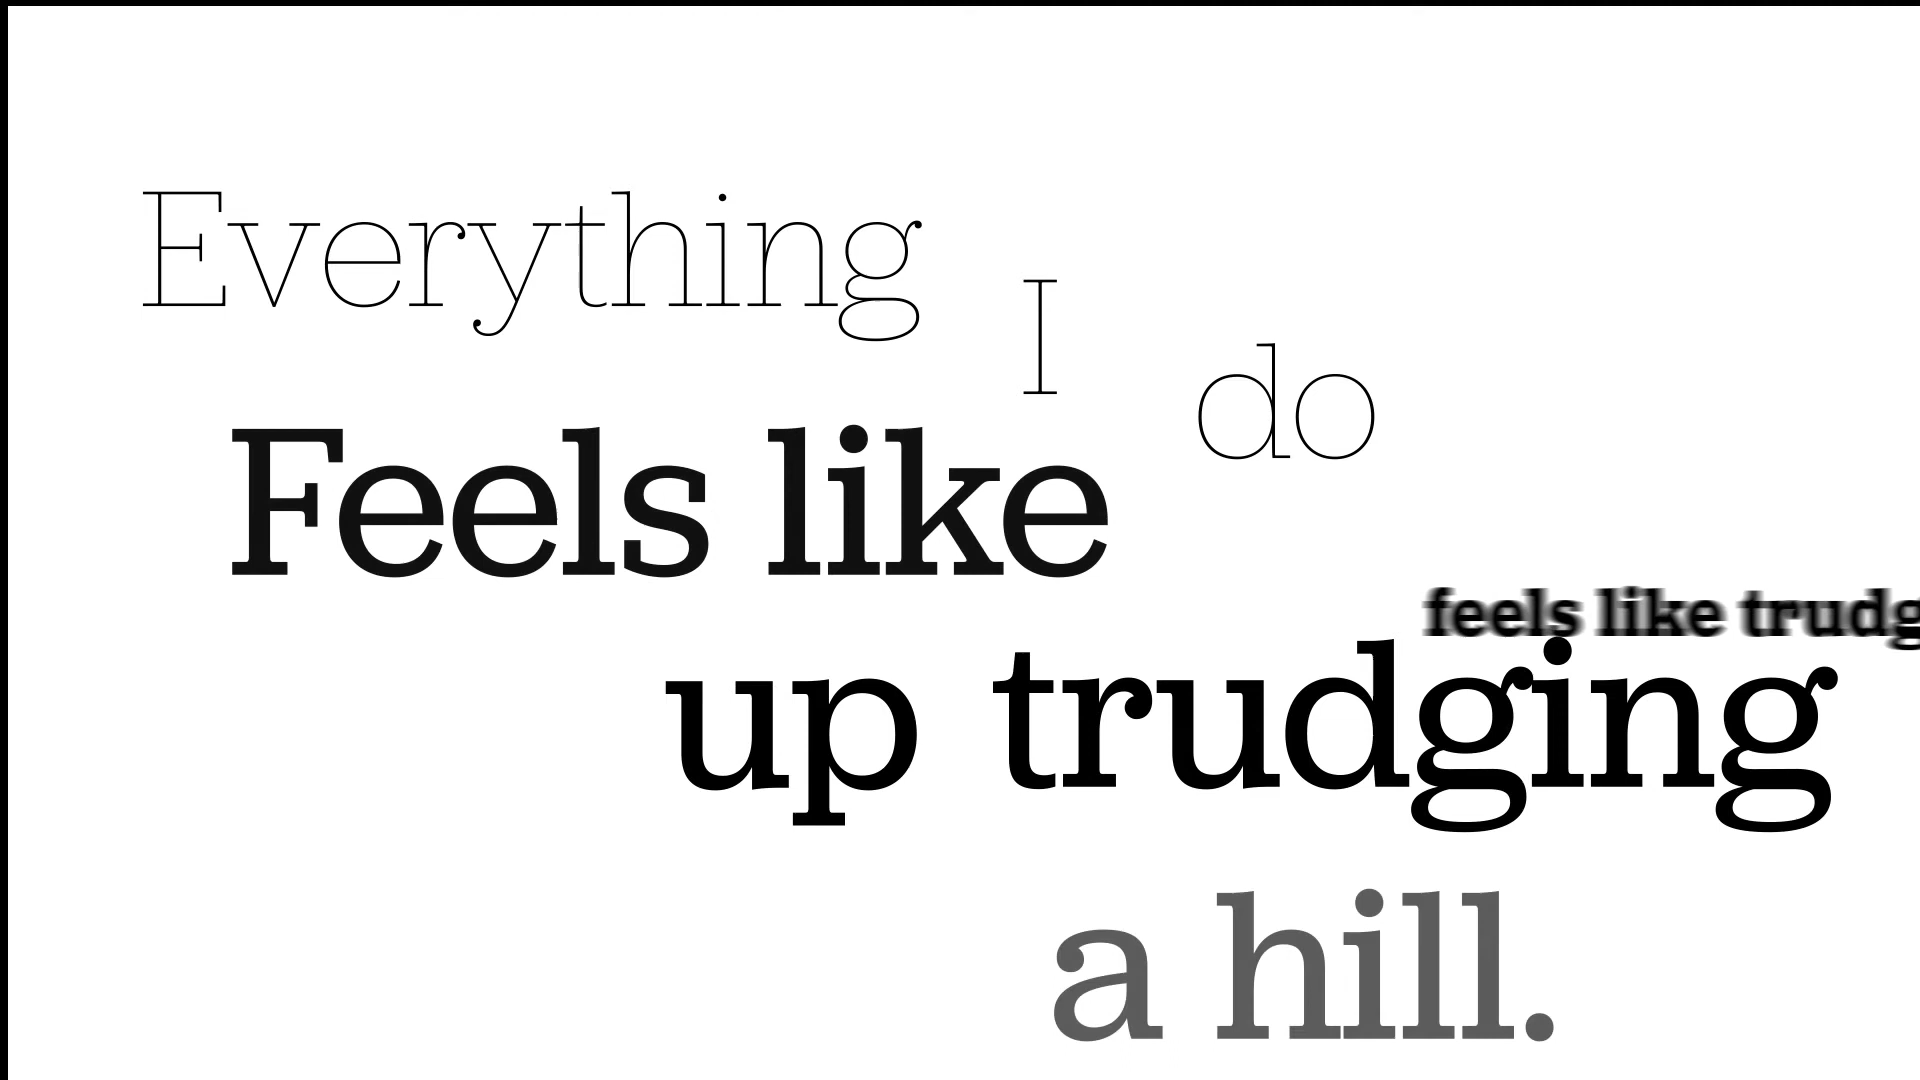 Everything I do
Feels like
feels like trudg
up trudging
a hill.